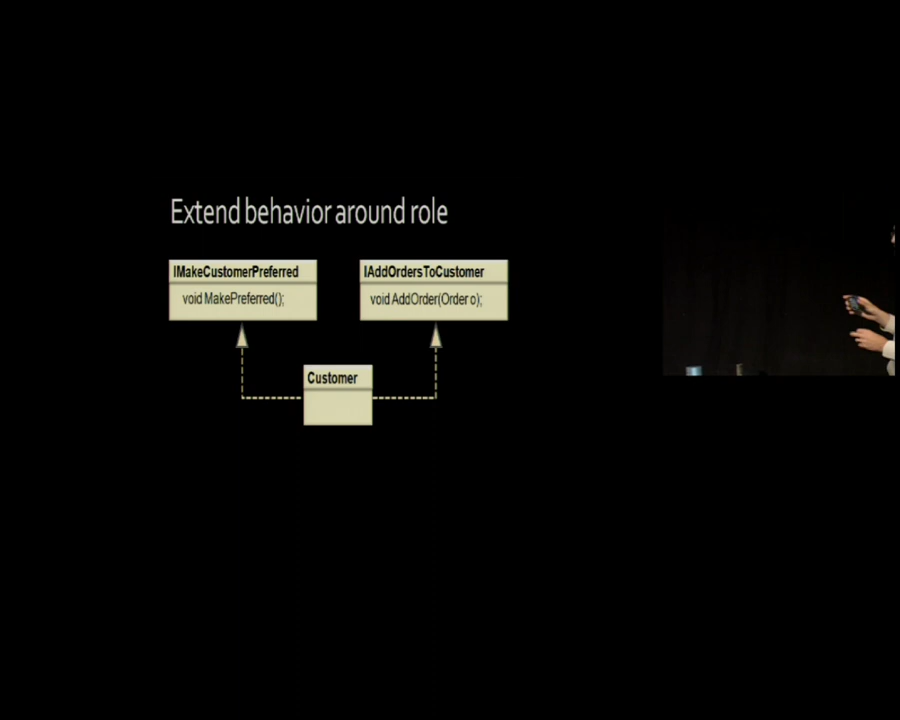 Extend behavior around role
IMakeCustomerPreferred
void MakePreferred();
IAddOrdersToCustomer
void AddOrder(Order o);
Customer